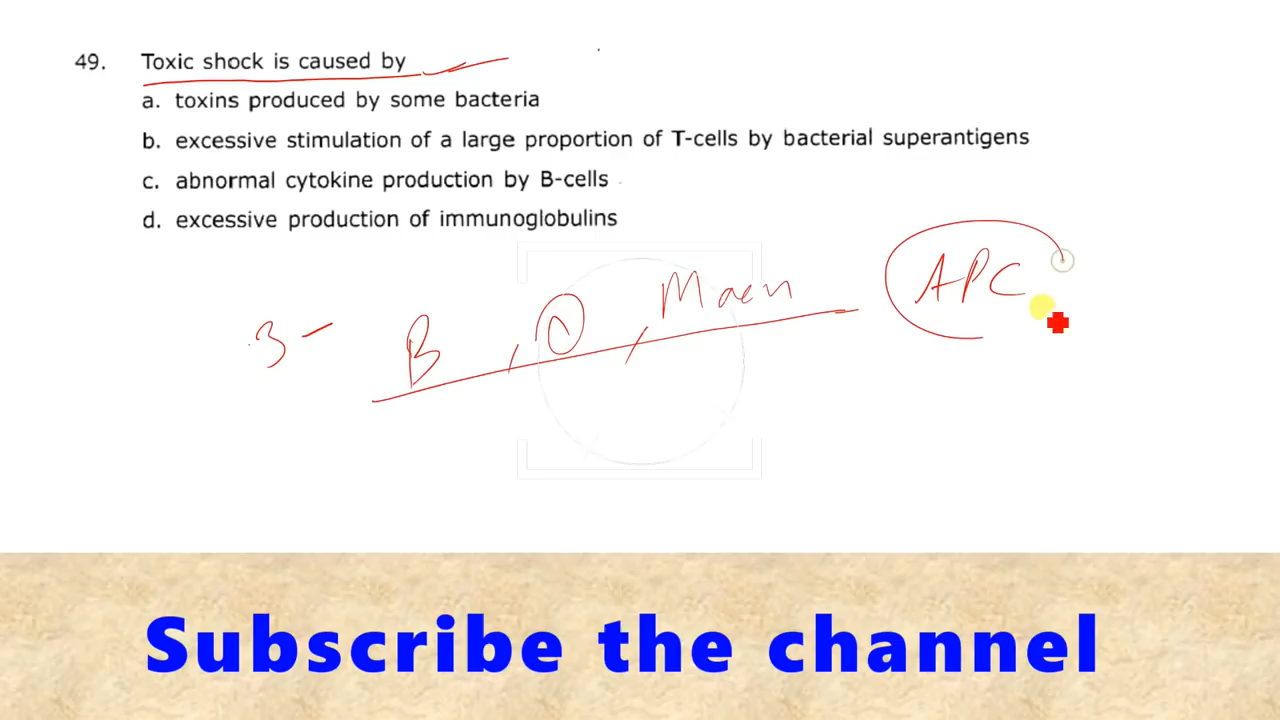 49. Toxic shock is caused by
a. toxins produced by some bacteria
b. excessive stimulation of a large proportion of T-cells by bacterial superantigens
c. abnormal cytokine production by B-cells
d. excessive production of immunoglobulins
APC
3 - B, D,
Subscribe the channel